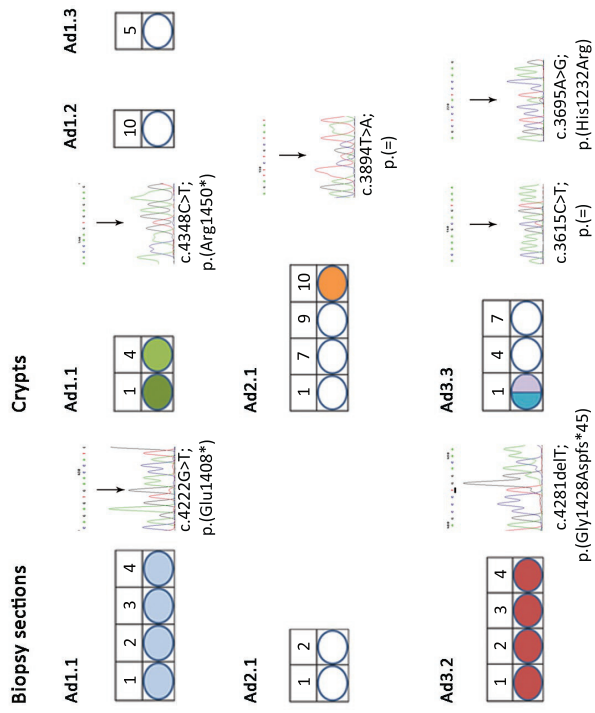 Biopsy sections
Ad1.1
1 2 3 4
c.4222G>T;
p.(Glu1408*)
Ad2.1
1 2
Ad3.2
1 2 3 4
c.4281delT;
p.(Gly1428Aspfs*45)
Crypts
Ad1.1
1 4
c.4348C>T;
p.(Arg1450*)
Ad1.2
10
Ad1.3
5
Ad2.1
1 7 9 10
c.3894T>A;
p.(=)
Ad3.3
1 4 7
c.3615C>T;
p.(=)
c.3695A>G;
p.(His1232Arg)